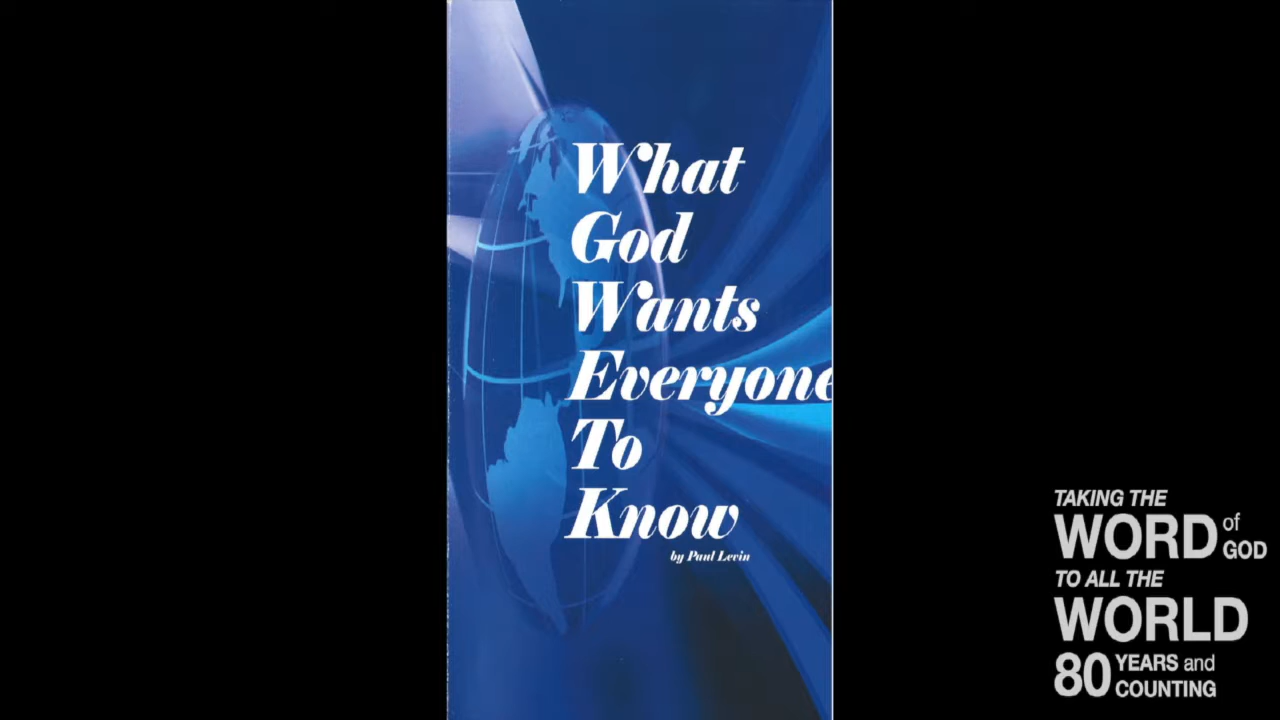 What
God
Wants
Everyone
To
Know
by Paul Levin
TAKING THE
WORD of GOD
TO ALL THE
WORLD
80 YEARS and COUNTING